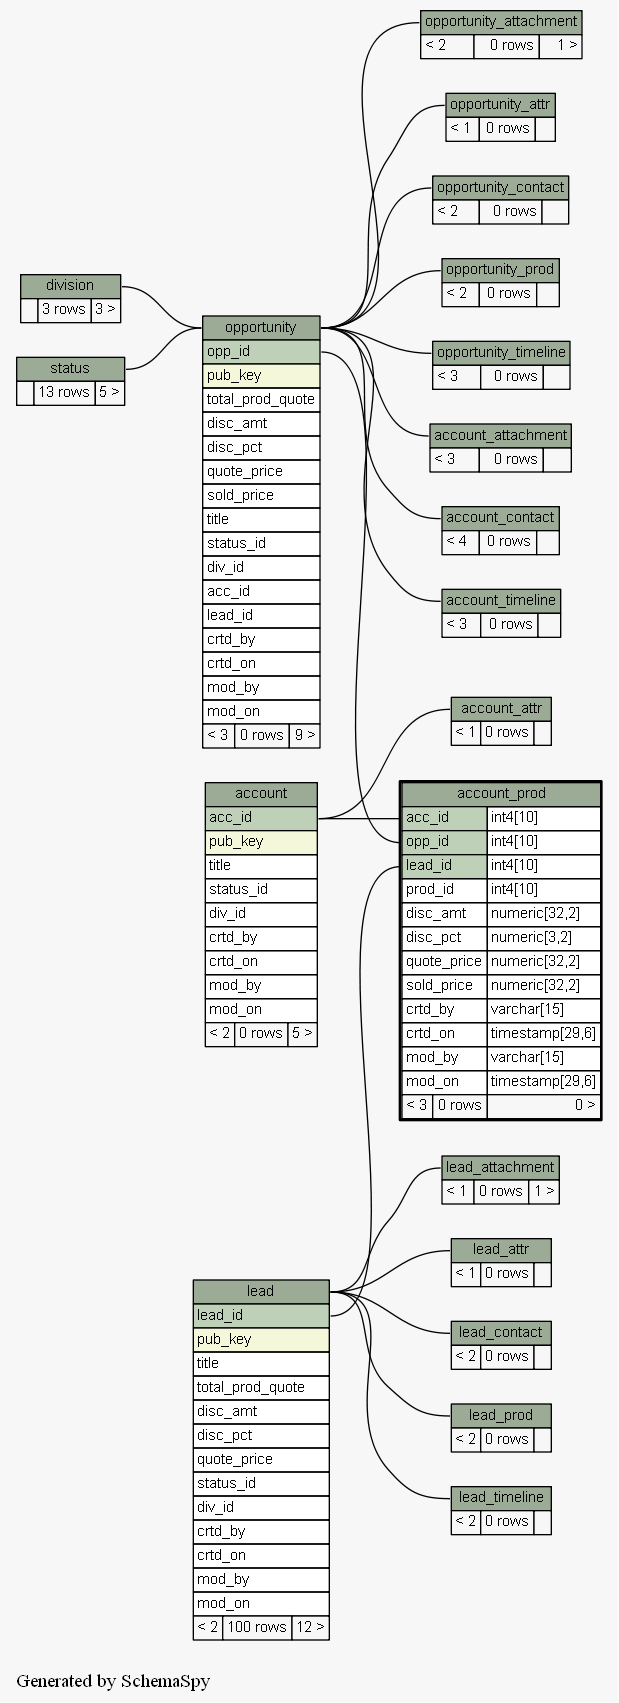 opportunity_attachment
< 2 0 rows 1 >
opportunity_attr
< 1 0 rows
opportunity_contact
< 2 0 rows
opportunity_prod
< 2 0 rows
division
3 rows 3 >
opportunity_timeline
< 3 0 rows
status
13 rows 5 >
account_attachment
< 3 0 rows
account_contact
< 4 0 rows
account_timeline
< 3 0 rows
opportunity
opp_id
pub_key
total_prod_quote
disc_amt
disc_pct
quote_price
sold_price
title
status_id
div_id
acc_id
lead_id
crtd_by
crtd_on
mod_by
mod_on
< 3 0 rows 9 >
account_attr
< 1 0 rows
account
acc_id
pub_key
title
status_id
div_id
crtd_by
crtd_on
mod_by
mod_on
< 2 0 rows 5 >
account_prod
acc_id int4[10]
opp_id int4[10]
lead_id int4[10]
prod_id int4[10]
disc_amt numeric[32,2]
disc_pct numeric[3,2]
quote_price numeric[32,2]
sold_price numeric[32,2]
crtd_by varchar[15]
crtd_on timestamp[29,6]
mod_by varchar[15]
mod_on timestamp[29,6]
< 3 0 rows 0 >
lead_attachment
< 1 0 rows 1 >
lead_attr
< 1 0 rows
lead_contact
< 2 0 rows
lead_prod
< 2 0 rows
lead_timeline
< 2 0 rows
lead
lead_id
pub_key
title
total_prod_quote
disc_amt
disc_pct
quote_price
status_id
div_id
crtd_by
crtd_on
mod_by
mod_on
< 2 100 rows 12 >
Generated by SchemaSpy